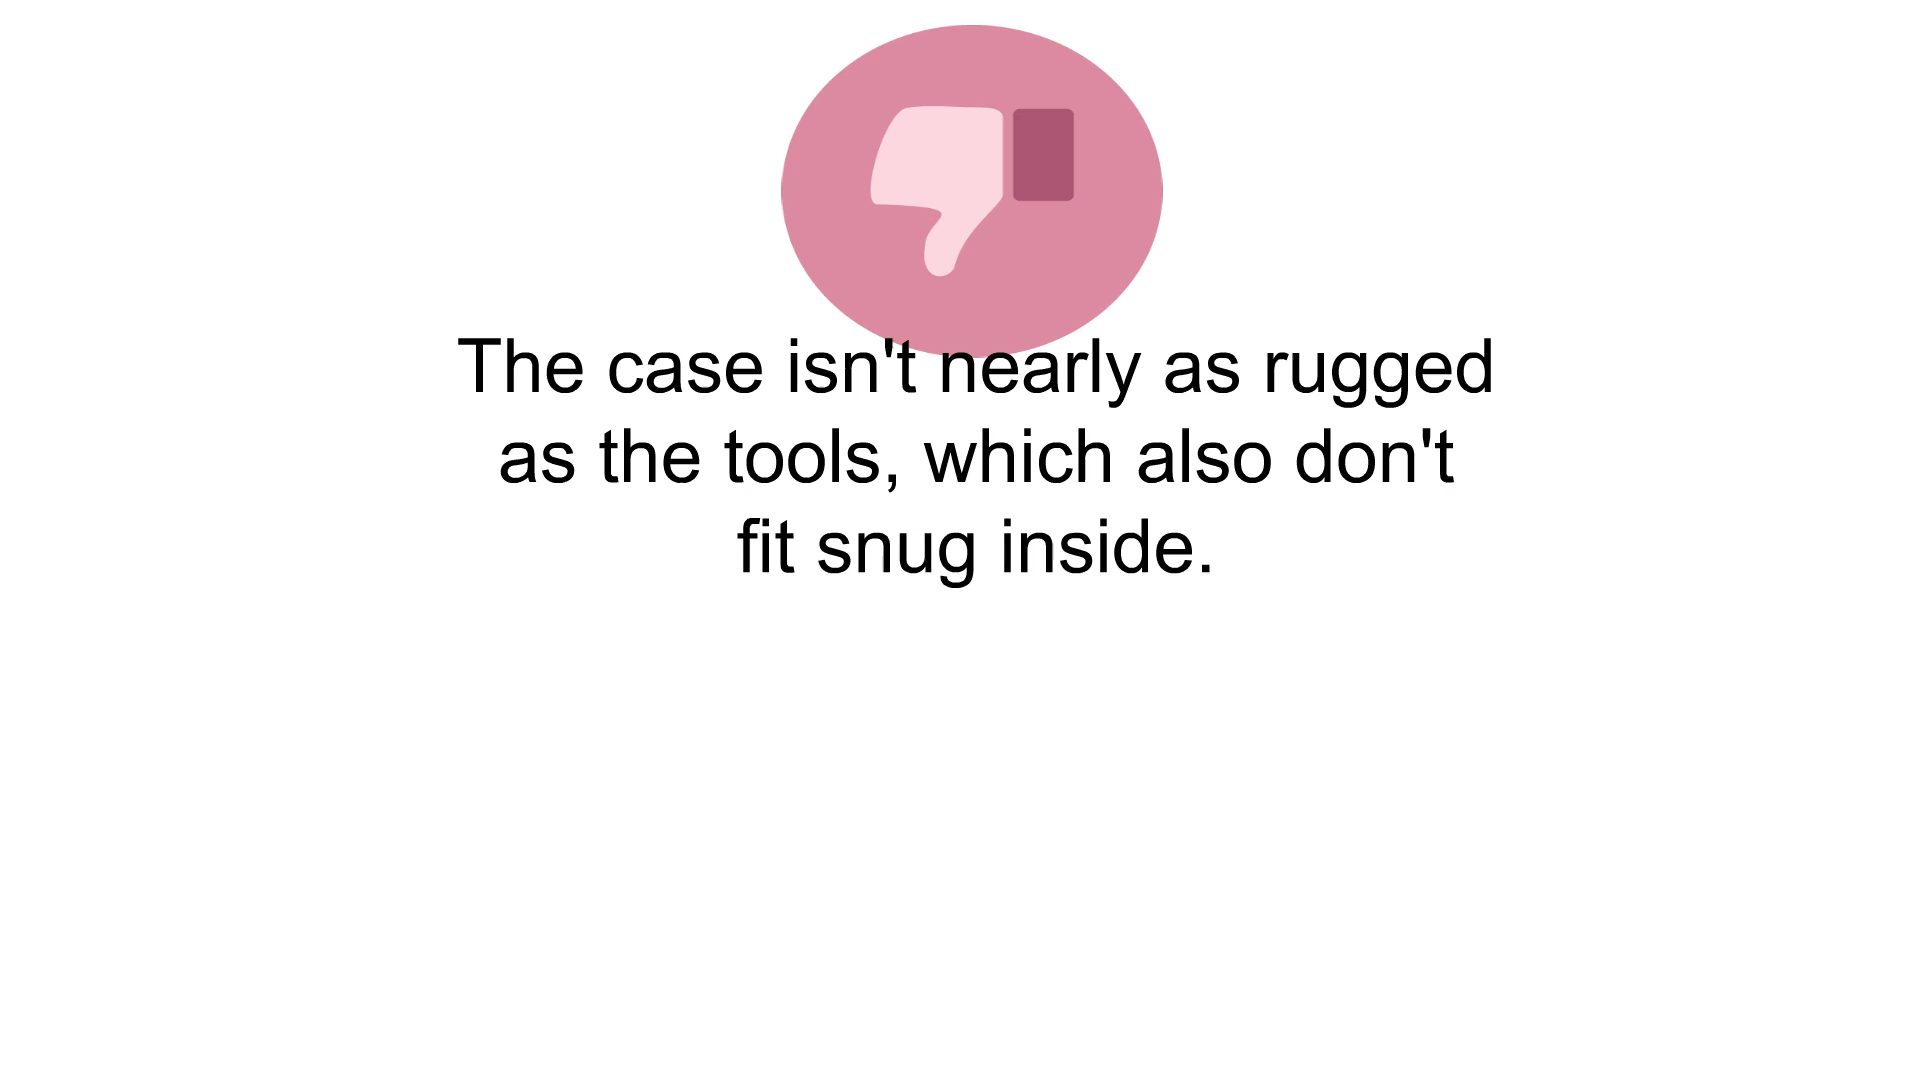 The case isn't nearly as rugged
as the tools, which also don't
fit snug inside.